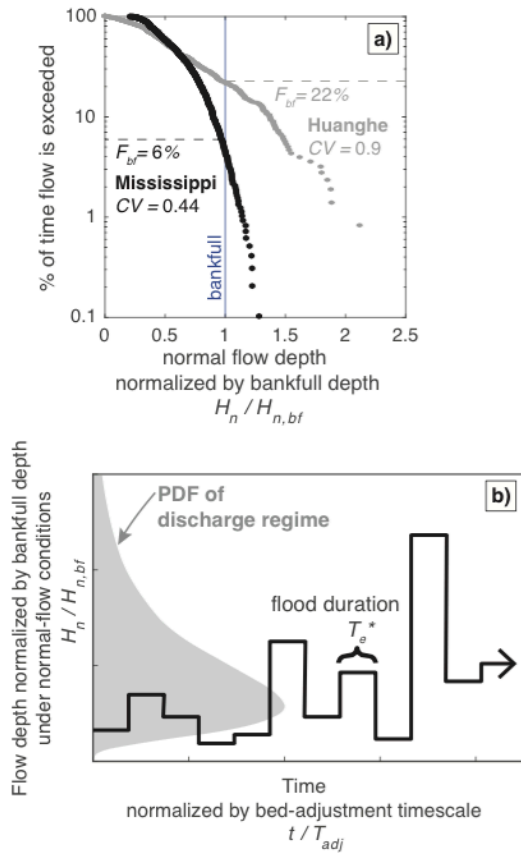 a)
100
10
1
0.1
% of time flow is exceeded
F_bf = 22%
Huanghe
CV = 0.9
F_bf = 6%
Mississippi
CV = 0.44
bankfull
0 0.5 1 1.5 2 2.5
normal flow depth
normalized by bankfull depth
H_n / H_n,bf
b)
Flow depth normalized by bankfull depth
under normal-flow conditions
H_n / H_n,bf
PDF of
discharge regime
flood duration
T_e*
Time
normalized by bed-adjustment timescale
t / T_adj